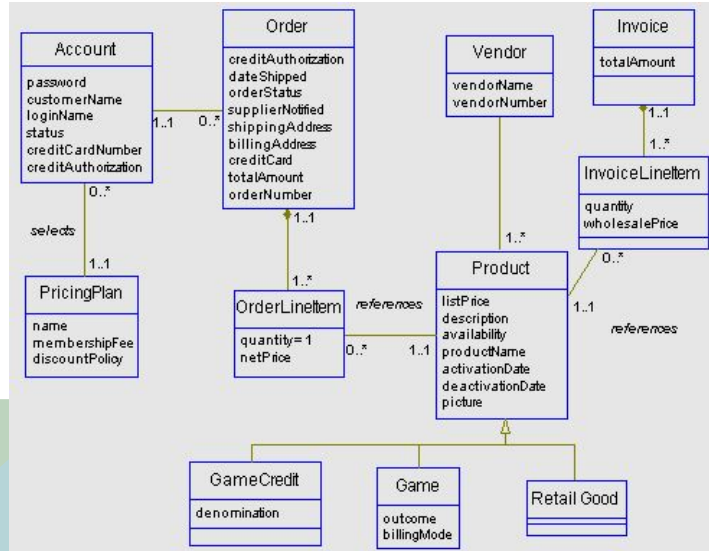 Account
password
customerName
loginName
status
creditCardNumber
creditAuthorization
Order
creditAuthorization
dateShipped
orderStatus
supplierNotified
shippingAddress
billingAddress
creditCard
totalAmount
orderNumber
Vendor
vendorName
vendorNumber
Invoice
totalAmount
1..1
0..*
1..1
1..*
InvoiceLineItem
quantity
wholesalePrice
0..*
selects
1..1
1..1
1..*
1..*
0..*
1..1
references
PricingPlan
name
membershipFee
discountPolicy
OrderLineItem
quantity=1
netPrice
references
0..*
1..1
Product
listPrice
description
availability
productName
activationDate
deactivationDate
picture
GameCredit
denomination
Game
outcome
billingMode
Retail Good